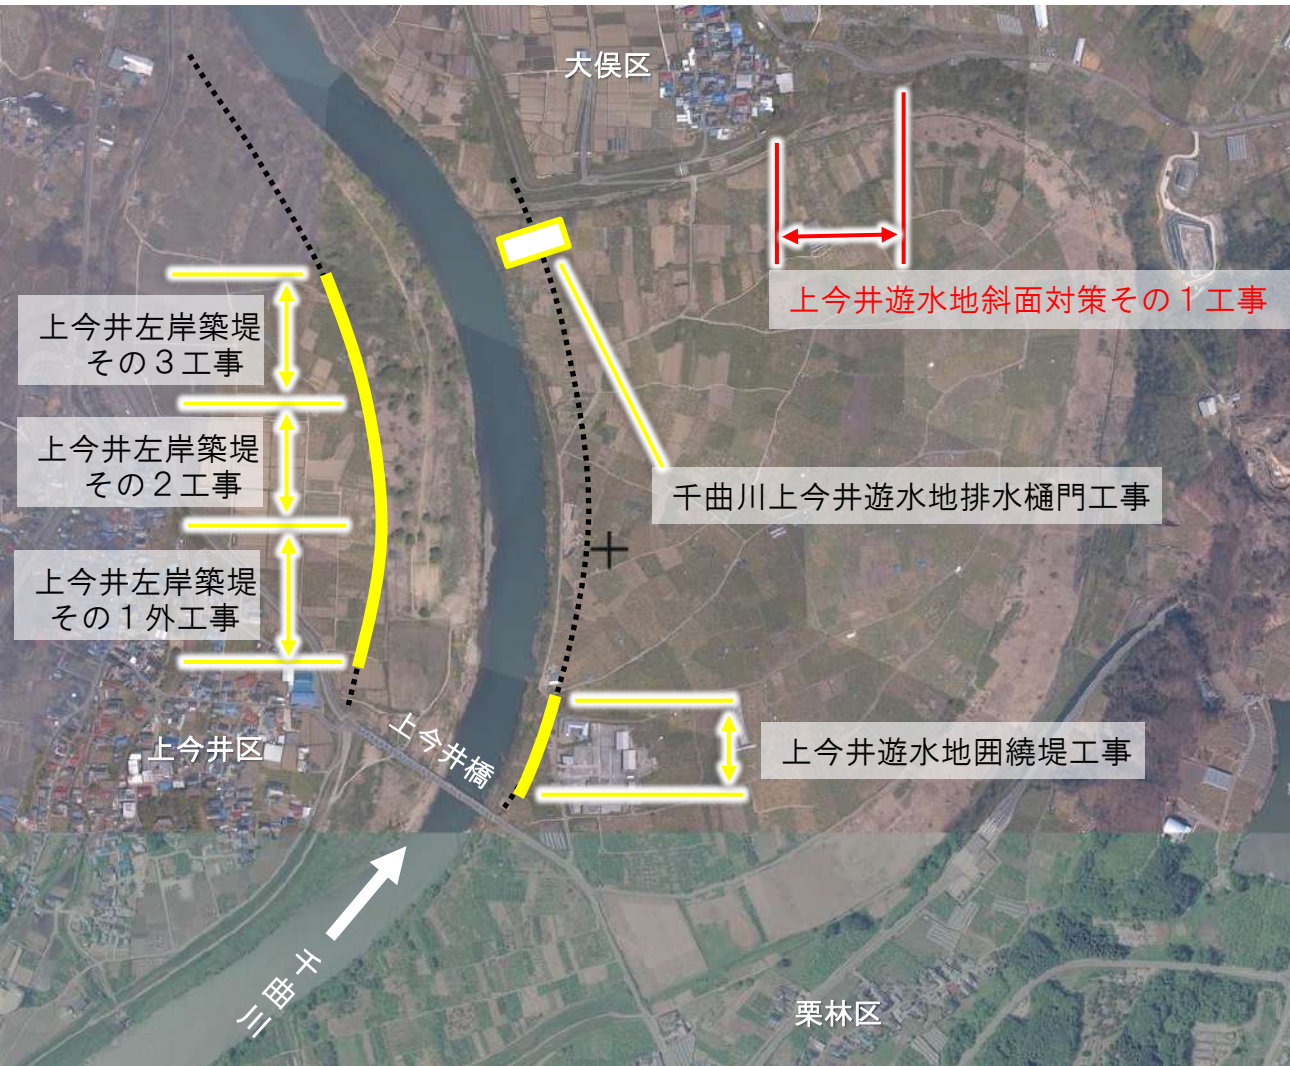 大俣区
上今井遊水地斜面対策その１工事
上今井左岸築堤
その３工事
上今井左岸築堤
その２工事
千曲川上今井遊水地排水樋門工事
上今井左岸築堤
その１外工事
上今井区
上今井橋
上今井遊水地囲繞堤工事
千曲川
栗林区